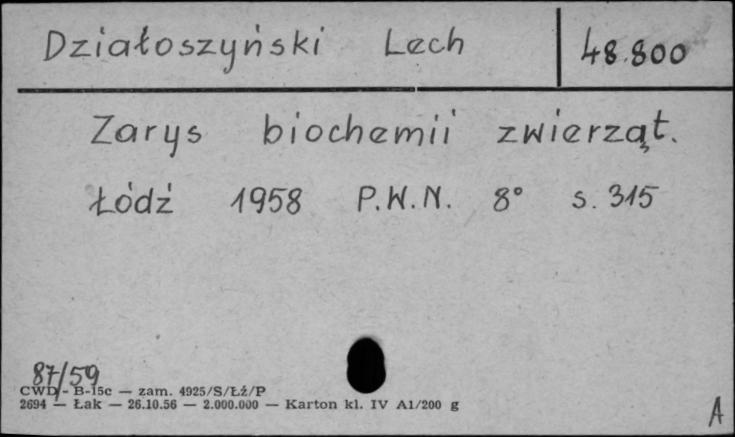 Działoszyński Lech 48.800
Zarys biochemii zwierząt.
Łódź 1958 P.W.N. 8° s. 315
87/59
CWD - B-15c — zam. 4925/S/Łź/P
2694 — Łak — 26.10.56 — 2.000.000 — Karton kl. IV A1/200 g
A